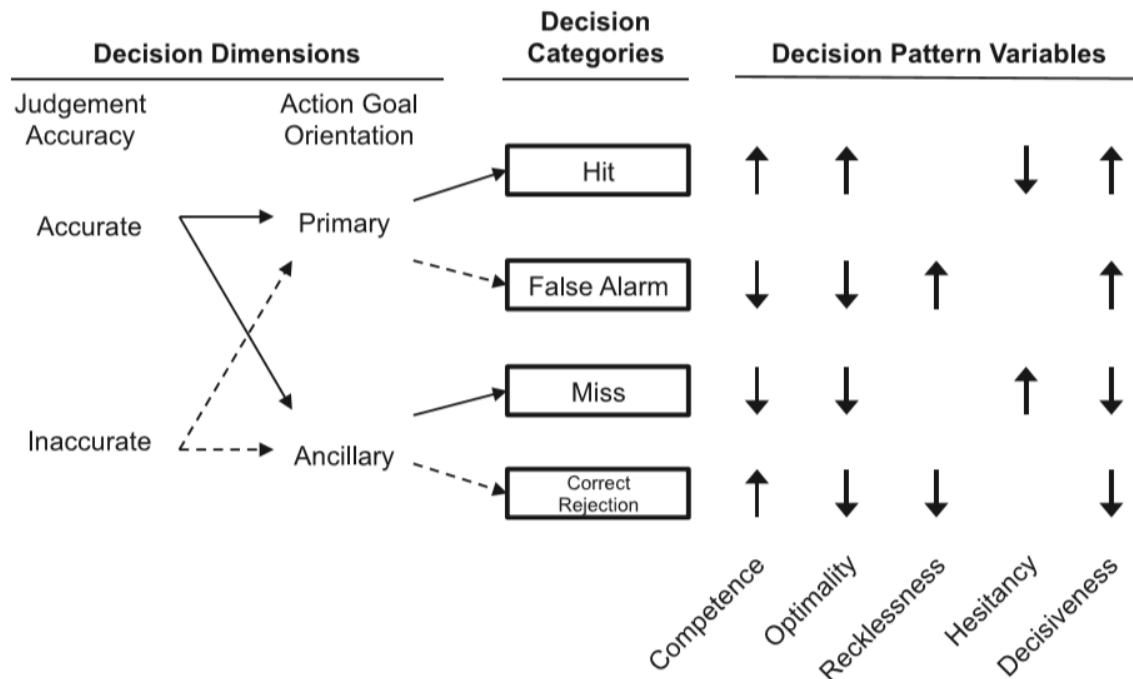 Decision Dimensions
Decision
Categories
Decision Pattern Variables
Judgement
Accuracy
Action Goal
Orientation
Accurate
Inaccurate
Primary
Ancillary
Hit
False Alarm
Miss
Correct
Rejection
Competence
Optimality
Recklessness
Hesitancy
Decisiveness